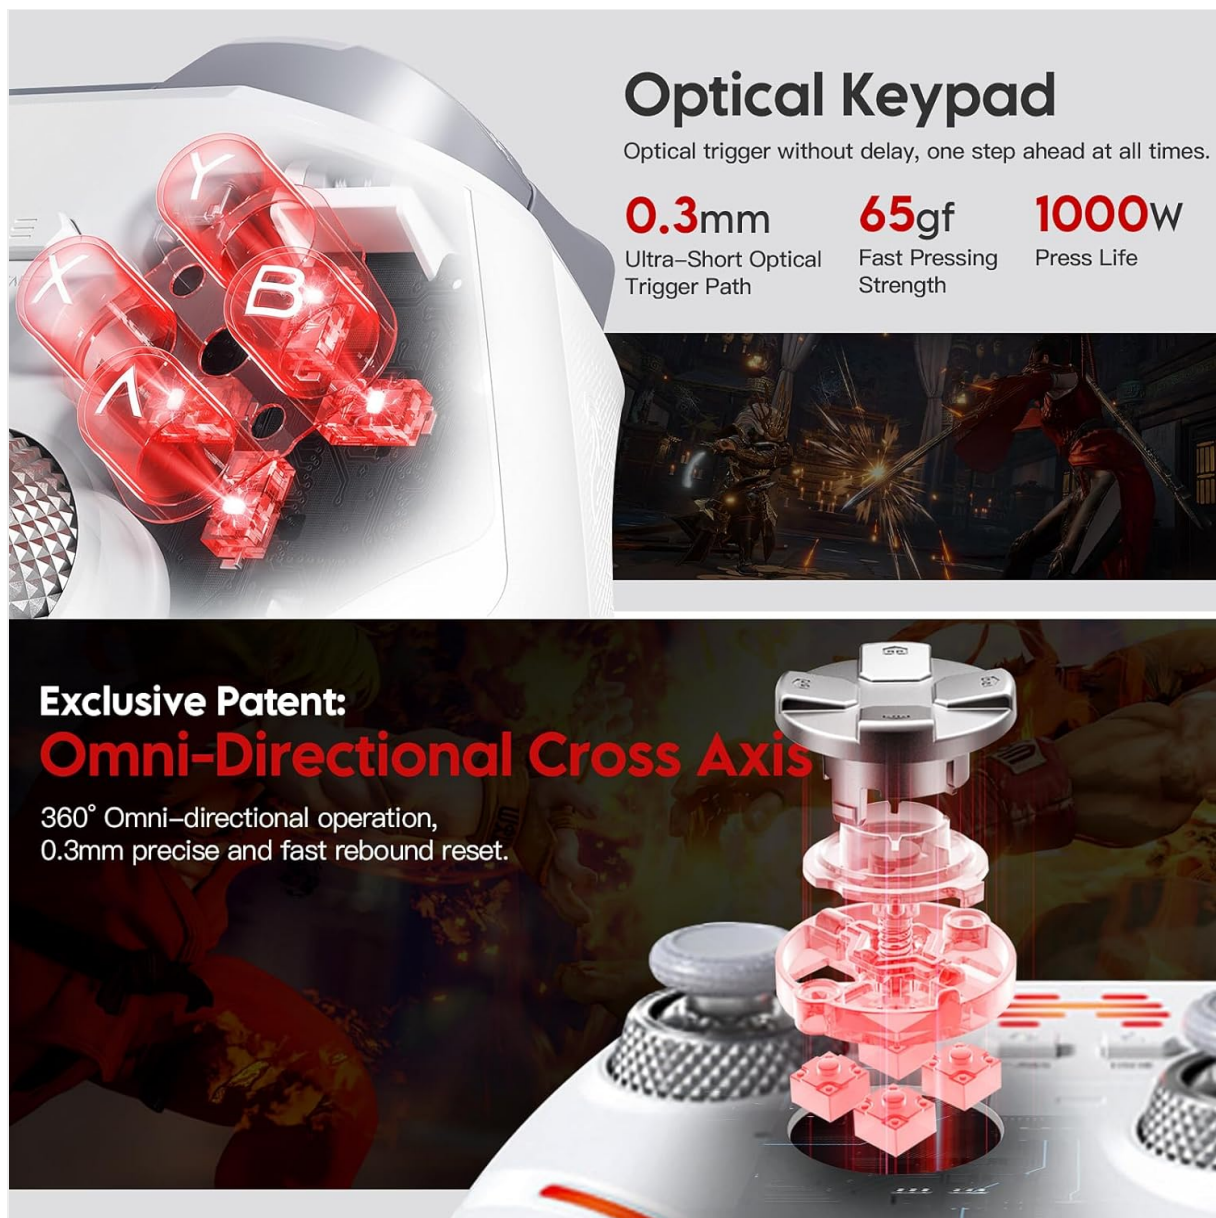 Optical Keypad
Optical trigger without delay, one step ahead at all times.
0.3mm
Ultra-Short Optical
Trigger Path
65gf
Fast Pressing
Strength
1000W
Press Life
Y
X
B
A
Exclusive Patent:
Omni-Directional Cross Axis
360° Omni-directional operation,
0.3mm precise and fast rebound reset.